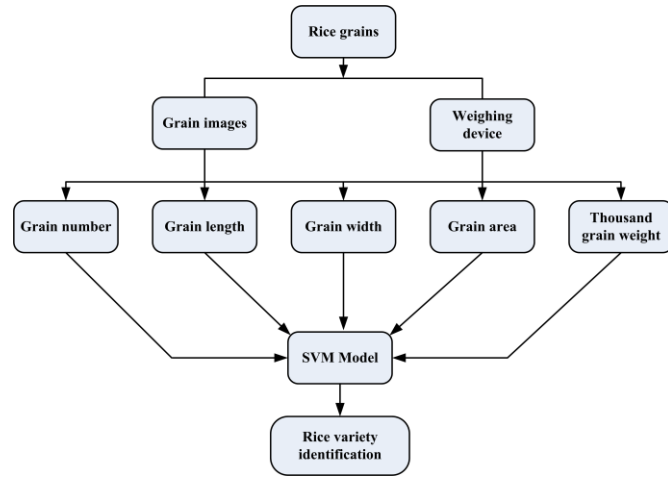 Rice grains
Grain images
Weighing
device
Grain number
Grain length
Grain width
Grain area
Thousand
grain weight
SVM Model
Rice variety
identification